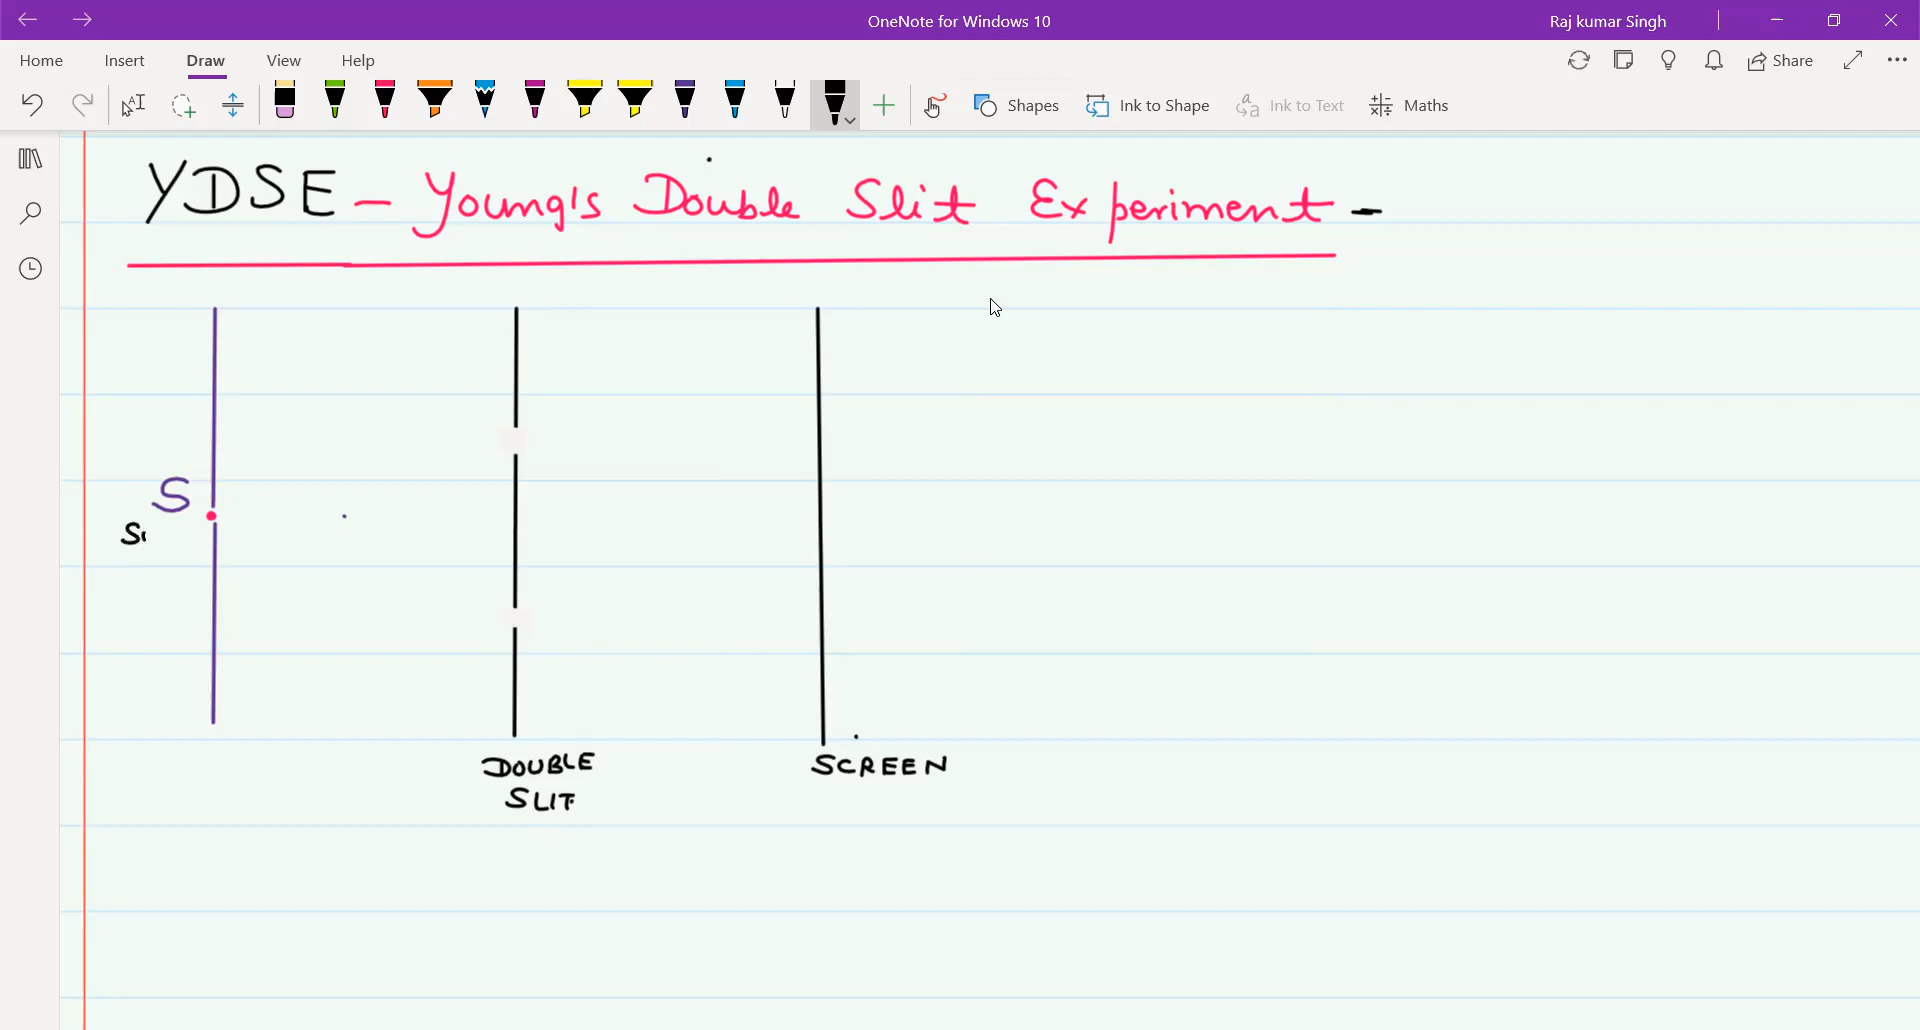 OneNote for Windows 10
Raj kumar Singh
Home Insert Draw View Help
Share
Shapes Ink to Shape Ink to Text Maths
YDSE - Young's Double Slit Experiment -
S
DOUBLE
SLIT
SCREEN